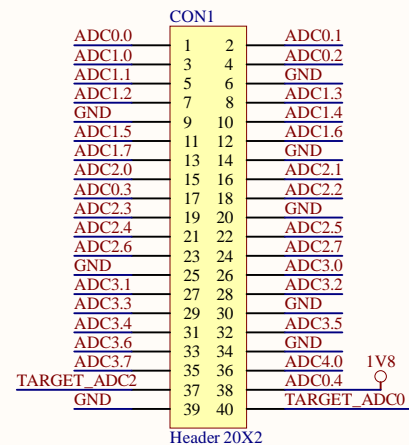 CON1
ADC0.0 1 2 ADC0.1
ADC1.0 3 4 ADC0.2
ADC1.1 5 6 GND
ADC1.2 7 8 ADC1.3
GND 9 10 ADC1.4
ADC1.5 11 12 ADC1.6
ADC1.7 13 14 GND
ADC2.0 15 16 ADC2.1
ADC0.3 17 18 ADC2.2
ADC2.3 19 20 GND
ADC2.4 21 22 ADC2.5
ADC2.6 23 24 ADC2.7
GND 25 26 ADC3.0
ADC3.1 27 28 ADC3.2
ADC3.3 29 30 GND
ADC3.4 31 32 ADC3.5
ADC3.6 33 34 GND
ADC3.7 35 36 ADC4.0 1V8
TARGET_ADC2 37 38 ADC0.4
GND 39 40 TARGET_ADC0
Header 20X2